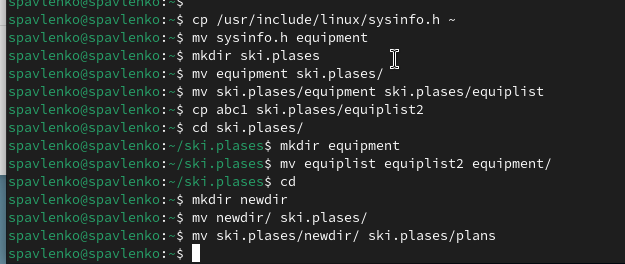 spavlenko@spavlenko:~$
spavlenko@spavlenko:~$ cp /usr/include/linux/sysinfo.h ~
spavlenko@spavlenko:~$ mv sysinfo.h equipment
spavlenko@spavlenko:~$ mkdir ski.plases
spavlenko@spavlenko:~$ mv equipment ski.plases/
spavlenko@spavlenko:~$ mv ski.plases/equipment ski.plases/equiplist
spavlenko@spavlenko:~$ cp abc1 ski.plases/equiplist2
spavlenko@spavlenko:~$ cd ski.plases/
spavlenko@spavlenko:~/ski.plases$ mkdir equipment
spavlenko@spavlenko:~/ski.plases$ mv equiplist equiplist2 equipment/
spavlenko@spavlenko:~/ski.plases$ cd
spavlenko@spavlenko:~$ mkdir newdir
spavlenko@spavlenko:~$ mv newdir/ ski.plases/
spavlenko@spavlenko:~$ mv ski.plases/newdir/ ski.plases/plans
spavlenko@spavlenko:~$